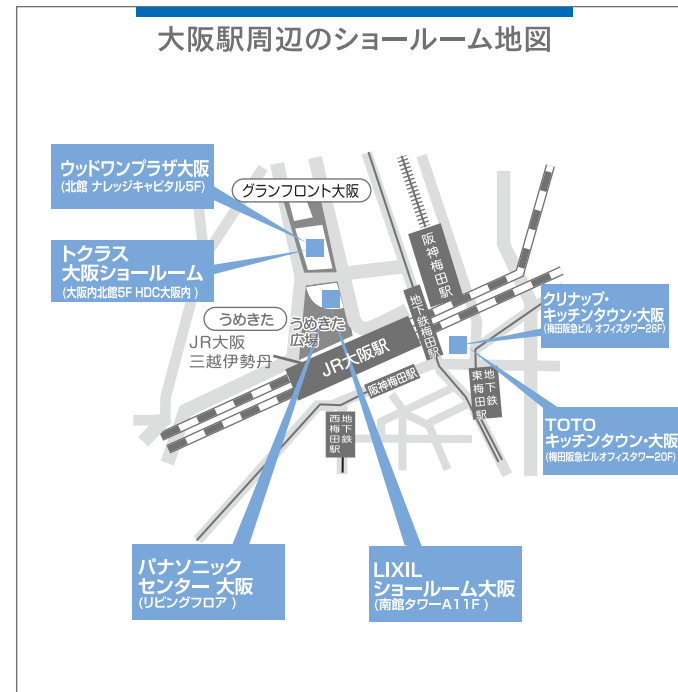 大阪駅周辺のショールーム地図
ウッドワンプラザ大阪
(北館 ナレッジキャピタル5F)
グランフロント大阪
トクラス
大阪ショールーム
(大阪内北館5F HDC大阪内 )
阪神梅田駅
地下鉄梅田駅
クリナップ・
キッチンタウン・大阪
(梅田阪急ビル オフィスタワー26F)
うめきた
うめきた
広場
JR大阪
三越伊勢丹
JR大阪駅
阪神梅田駅
地下鉄
東梅田駅
地下鉄
西梅田駅
TOTO
キッチンタウン・大阪
(梅田阪急ビルオフィスタワー20F)
パナソニック
センター 大阪
(リビングフロア )
LIXIL
ショールーム大阪
(南館タワーA11F )